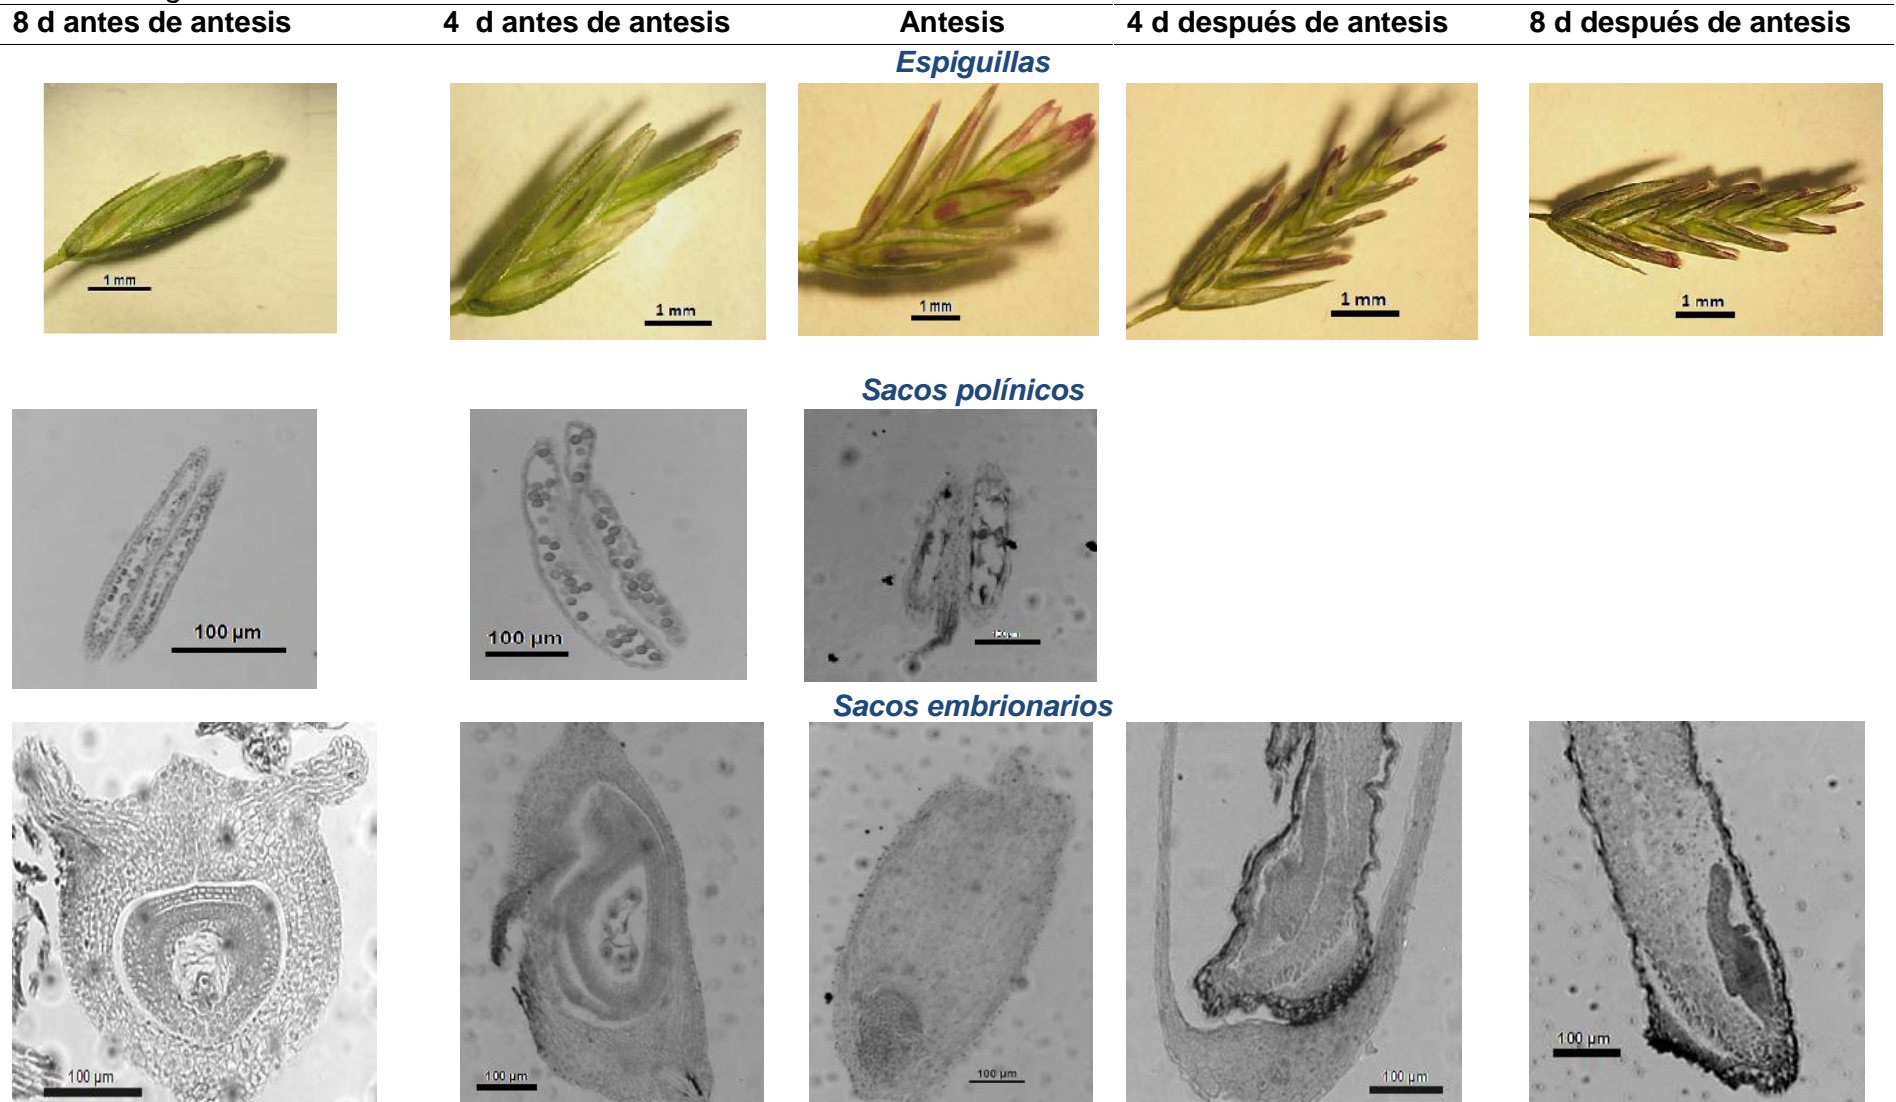 8 d antes de antesis 4 d antes de antesis Antesis 4 d después de antesis 8 d después de antesis
Espiguillas
1 mm
1 mm
1 mm
1 mm
1 mm
Sacos polínicos
100 µm
100 µm
Sacos embrionarios
100 µm
100 µm
100 µm
100 µm
100 µm